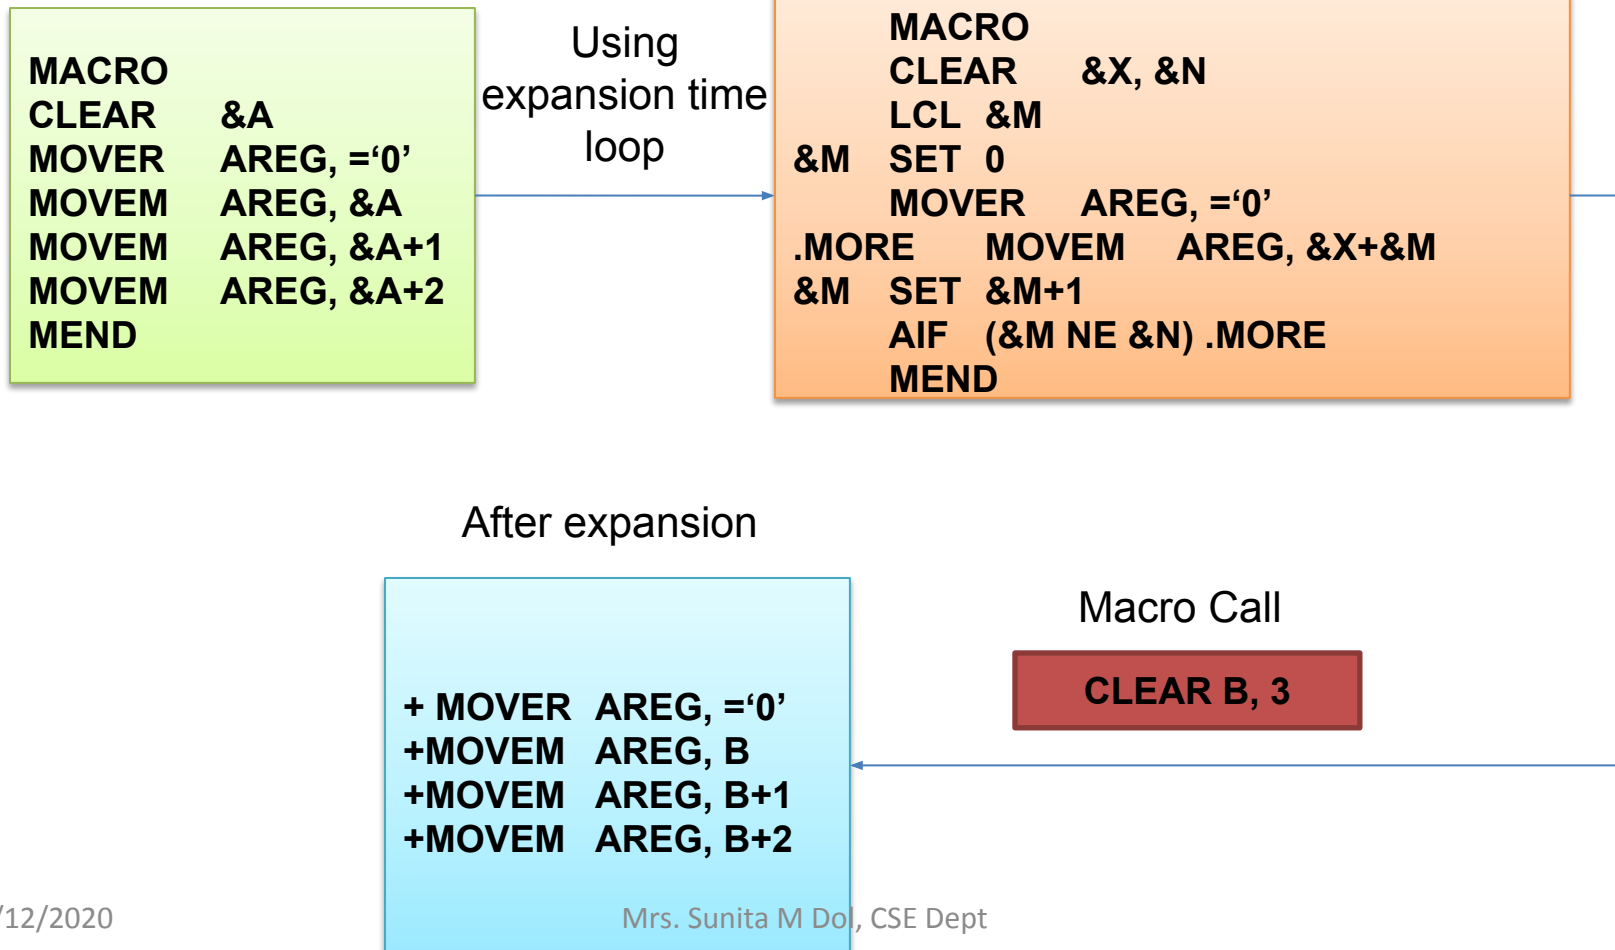 MACRO
CLEAR &A
MOVER AREG, =‘0’
MOVEM AREG, &A
MOVEM AREG, &A+1
MOVEM AREG, &A+2
MEND
Using
expansion time
loop
MACRO
CLEAR &X, &N
LCL &M
&M SET 0
MOVER AREG, =‘0’
.MORE MOVEM AREG, &X+&M
&M SET &M+1
AIF (&M NE &N) .MORE
MEND
After expansion
+ MOVER AREG, =‘0’
+MOVEM AREG, B
+MOVEM AREG, B+1
+MOVEM AREG, B+2
Macro Call
CLEAR B, 3
/12/2020
Mrs. Sunita M Dol, CSE Dept